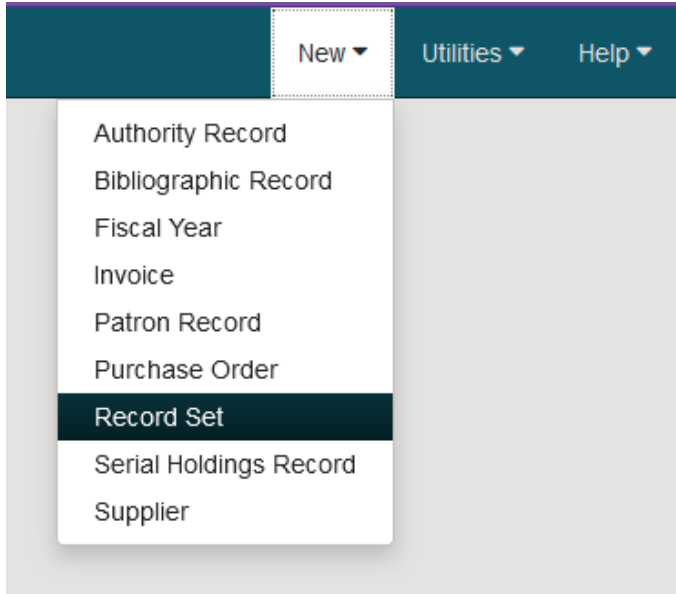 New Utilities Help
Authority Record
Bibliographic Record
Fiscal Year
Invoice
Patron Record
Purchase Order
Record Set
Serial Holdings Record
Supplier